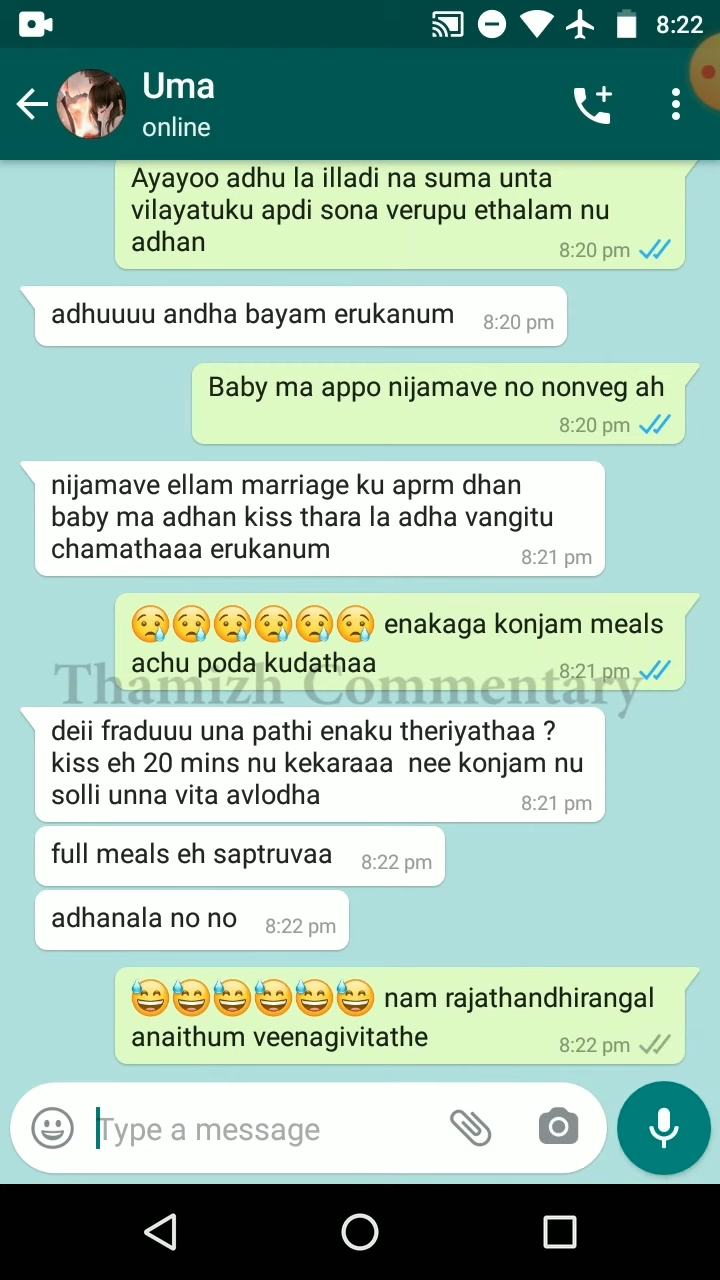 8:22
Uma
online
Ayayoo adhu la illadi na suma unta
vilayatuku apdi sona verupu ethalam nu
adhan
8:20 pm
adhuuuu andha bayam erukanum
8:20 pm
Baby ma appo nijamave no nonveg ah
8:20 pm
nijamave ellam marriage ku aprm dhan
baby ma adhan kiss thara la adha vangitu
chamathaaa erukanum
8:21 pm
😢😢😢😢😢😢 enakaga konjam meals
achu poda kudathaa
8:21 pm
Thamizh Commentary
deii fraduuu una pathi enaku theriyathaa ?
kiss eh 20 mins nu kekaraaa  nee konjam nu
solli unna vita avlodha
8:21 pm
full meals eh saptruvaa
8:22 pm
adhanala no no
8:22 pm
😅😅😅😅😅😅 nam rajathandhirangal
anaithum veenagivitathe
8:22 pm
Type a message